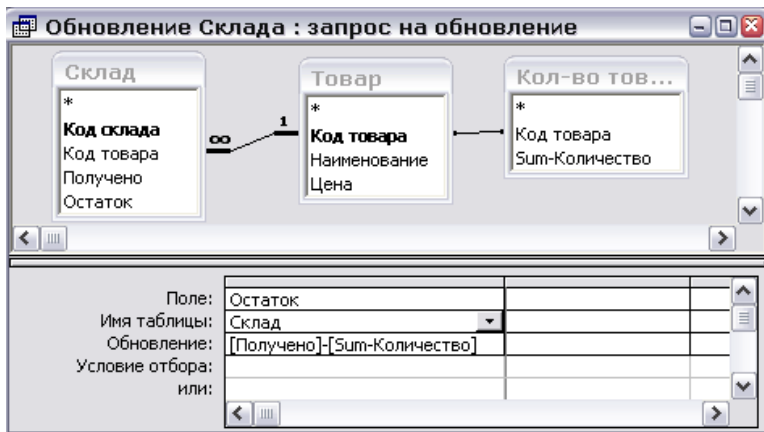 Обновление Склада : запрос на обновление
Склад
*
Код склада
Код товара
Получено
Остаток
∞
1
Товар
*
Код товара
Наименование
Цена
Кол-во тов...
*
Код товара
Sum-Количество
Поле: Остаток
Имя таблицы: Склад
Обновление: [Получено]-[Sum-Количество]
Условие отбора:
или: